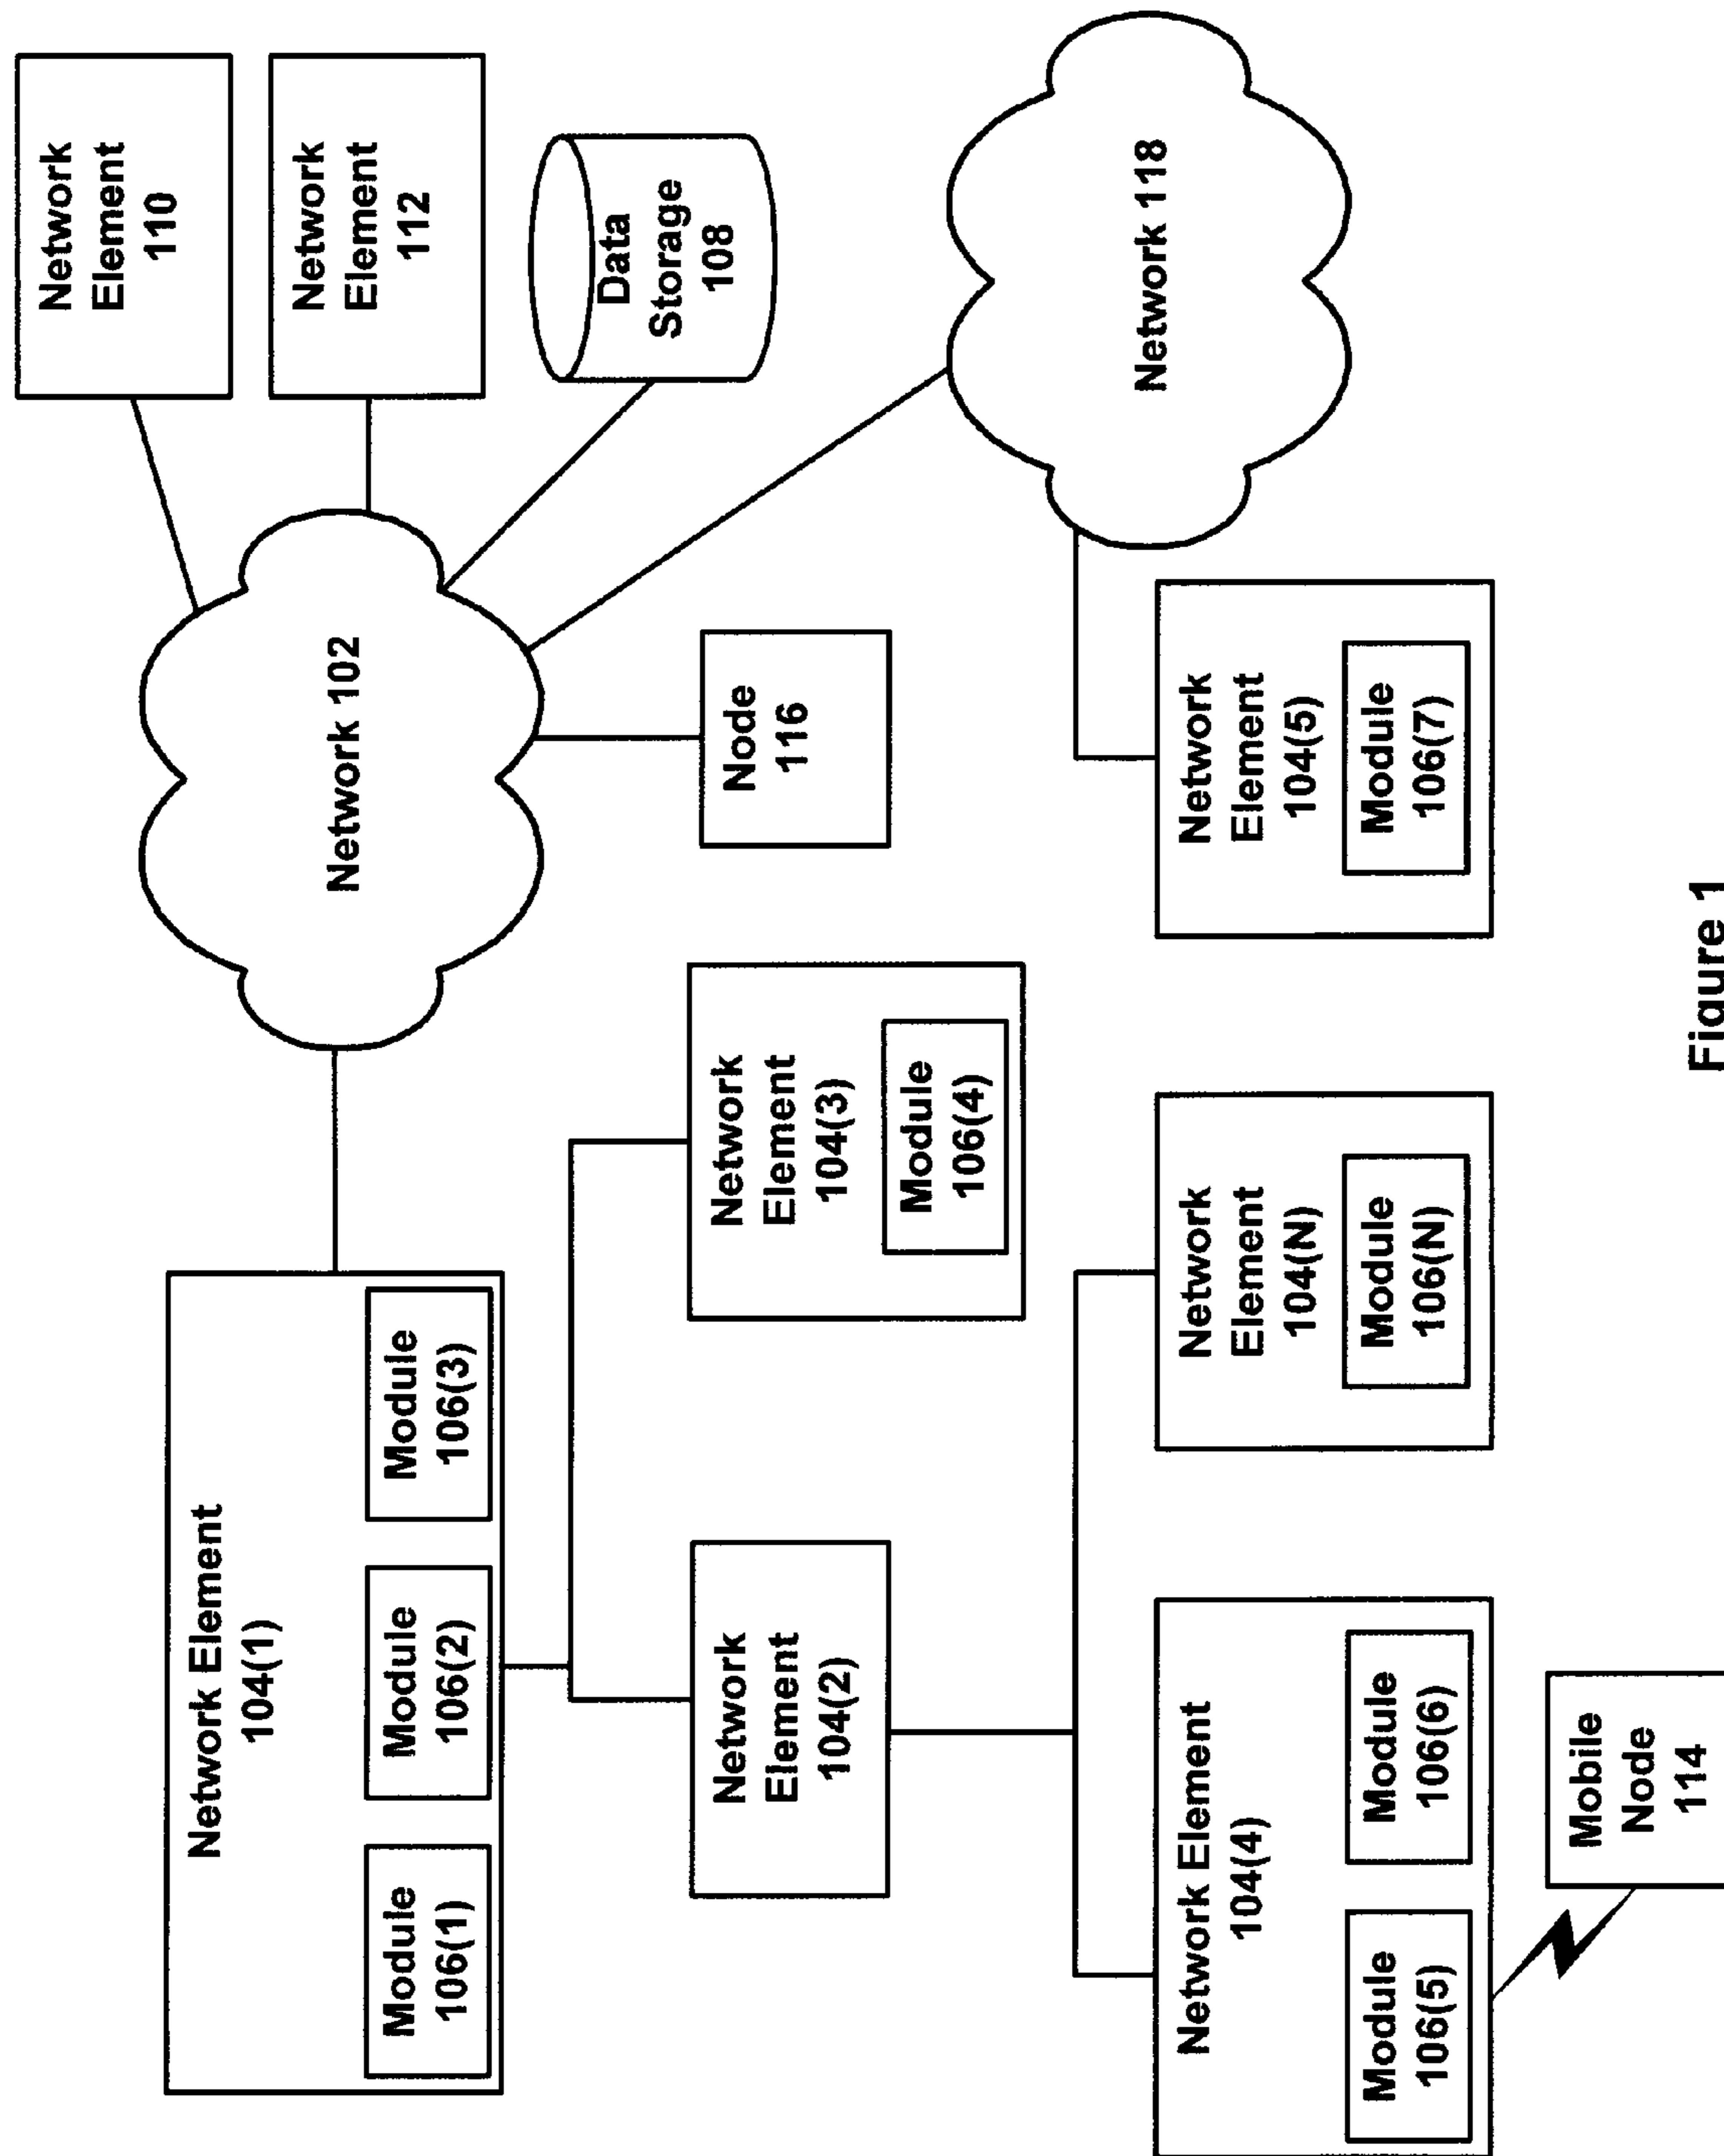 Network Element
104(1)
Module
106(1)
Module
106(2)
Module
106(3)
Network 102
Network
Element
110
Network
Element
112
Data
Storage
108
Network
Element
104(2)
Network
Element
104(3)
Module
106(4)
Node
116
Network 118
Network Element
104(4)
Module
106(5)
Module
106(6)
Network
Element
104(N)
Module
106(N)
Network
Element
104(5)
Module
106(7)
Mobile
Node
114
Figure 1